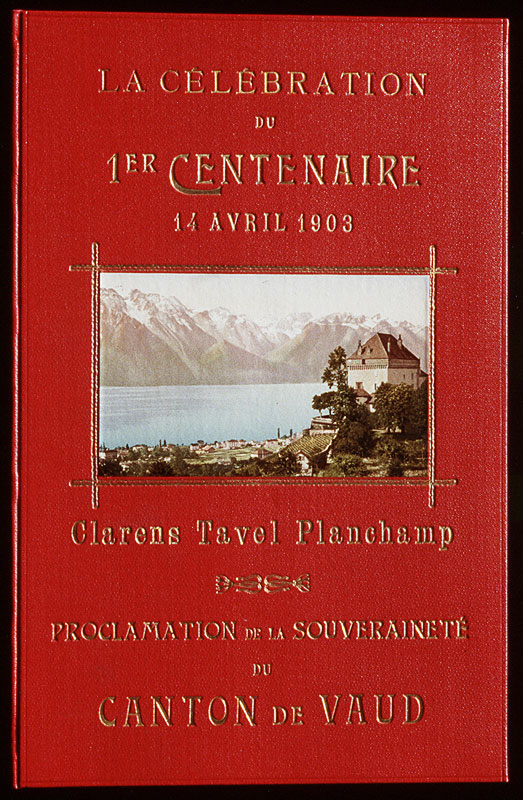 LA CÉLÉBRATION
DU
1ER CENTENAIRE
14 AVRIL 1903
Clarens Tavel Planchamp
PROCLAMATION DE LA SOUVERAINETÉ
DU
CANTON DE VAUD